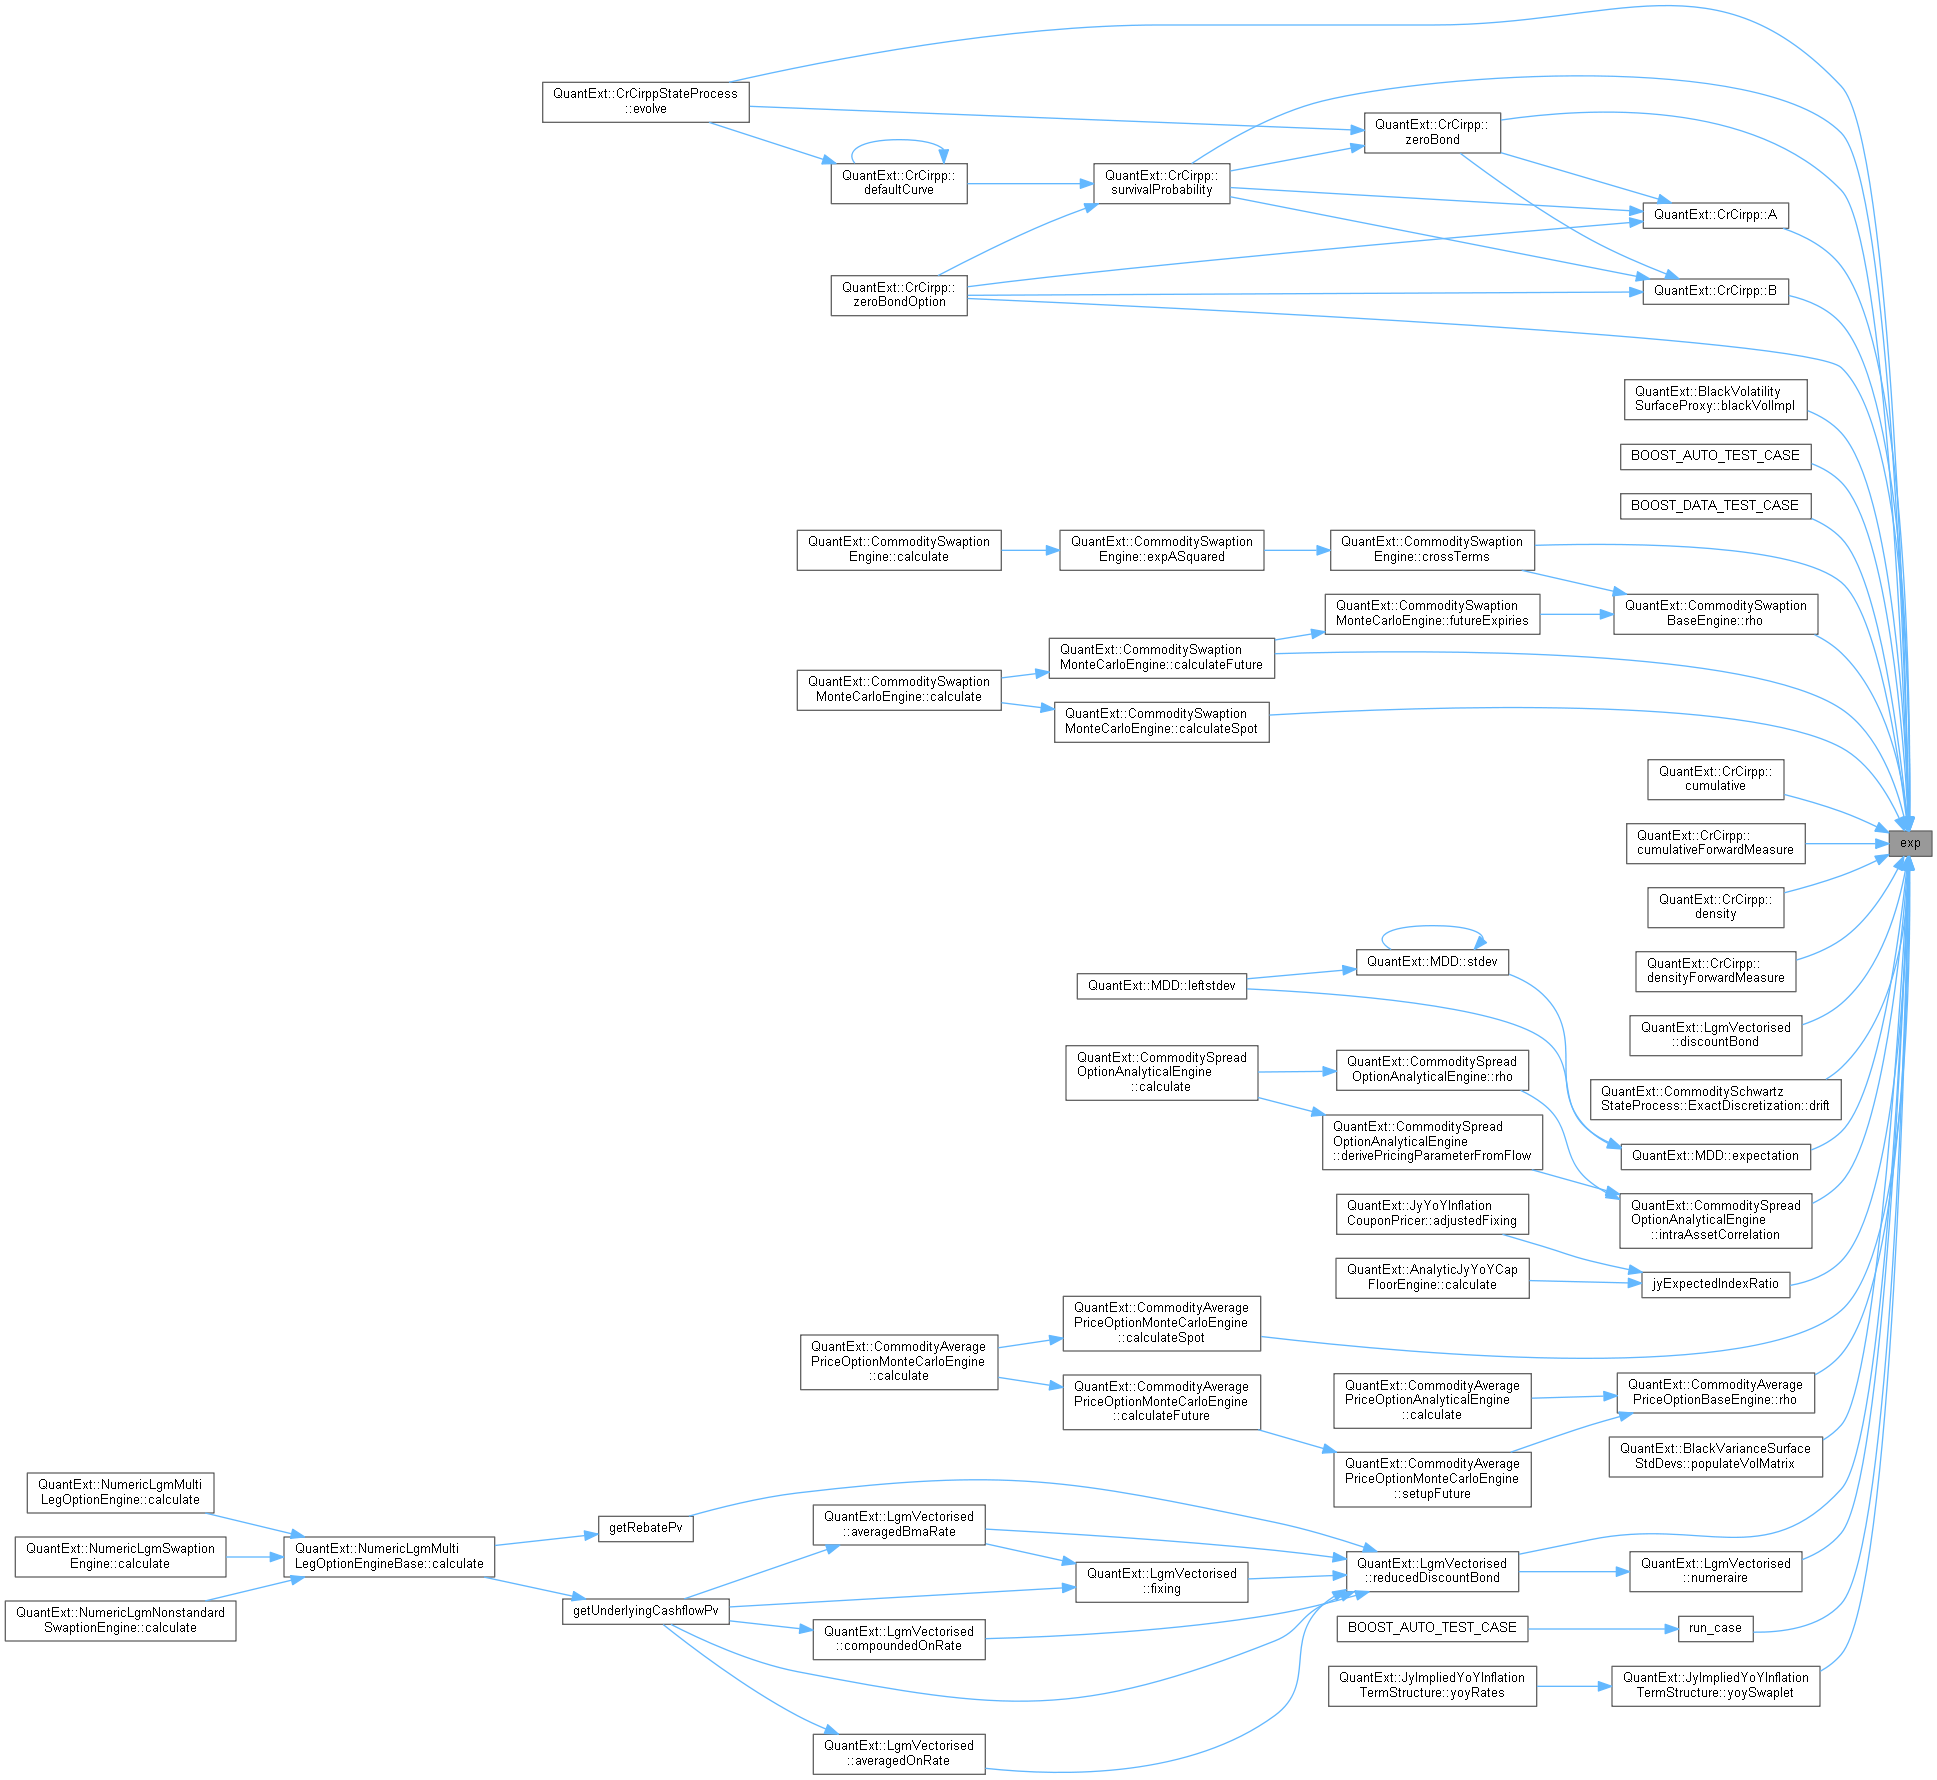 QuantExt::CrCirppStateProcess
::evolve
QuantExt::CrCirpp::
zeroBond
QuantExt::CrCirpp::
defaultCurve
QuantExt::CrCirpp::
survivalProbability
QuantExt::CrCirpp::A
QuantExt::CrCirpp::
zeroBondOption
QuantExt::CrCirpp::B
QuantExt::BlackVolatility
SurfaceProxy::blackVolImpl
BOOST_AUTO_TEST_CASE
BOOST_DATA_TEST_CASE
QuantExt::CommoditySwaption
Engine::calculate
QuantExt::CommoditySwaption
Engine::expASquared
QuantExt::CommoditySwaption
Engine::crossTerms
QuantExt::CommoditySwaption
MonteCarloEngine::futureExpiries
QuantExt::CommoditySwaption
BaseEngine::rho
QuantExt::CommoditySwaption
MonteCarloEngine::calculateFuture
QuantExt::CommoditySwaption
MonteCarloEngine::calculate
QuantExt::CommoditySwaption
MonteCarloEngine::calculateSpot
QuantExt::CrCirpp::
cumulative
QuantExt::CrCirpp::
cumulativeForwardMeasure
exp
QuantExt::CrCirpp::
density
QuantExt::MDD::stdev
QuantExt::CrCirpp::
densityForwardMeasure
QuantExt::MDD::leftstdev
QuantExt::LgmVectorised
::discountBond
QuantExt::CommoditySpread
OptionAnalyticalEngine
::calculate
QuantExt::CommoditySpread
OptionAnalyticalEngine::rho
QuantExt::CommoditySchwartz
StateProcess::ExactDiscretization::drift
QuantExt::CommoditySpread
OptionAnalyticalEngine
::derivePricingParameterFromFlow
QuantExt::MDD::expectation
QuantExt::JyYoYInflation
CouponPricer::adjustedFixing
QuantExt::CommoditySpread
OptionAnalyticalEngine
::intraAssetCorrelation
QuantExt::AnalyticJyYoYCap
FloorEngine::calculate
jyExpectedIndexRatio
QuantExt::CommodityAverage
PriceOptionMonteCarloEngine
::calculateSpot
QuantExt::CommodityAverage
PriceOptionMonteCarloEngine
::calculate
QuantExt::CommodityAverage
PriceOptionMonteCarloEngine
::calculateFuture
QuantExt::CommodityAverage
PriceOptionAnalyticalEngine
::calculate
QuantExt::CommodityAverage
PriceOptionBaseEngine::rho
QuantExt::BlackVarianceSurface
StdDevs::populateVolMatrix
QuantExt::CommodityAverage
PriceOptionMonteCarloEngine
::setupFuture
QuantExt::NumericLgmMulti
LegOptionEngine::calculate
getRebatePv
QuantExt::LgmVectorised
::averagedBmaRate
QuantExt::NumericLgmSwaption
Engine::calculate
QuantExt::NumericLgmMulti
LegOptionEngineBase::calculate
QuantExt::LgmVectorised
::fixing
QuantExt::LgmVectorised
::reducedDiscountBond
QuantExt::LgmVectorised
::numeraire
QuantExt::NumericLgmNonstandard
SwaptionEngine::calculate
getUnderlyingCashflowPv
QuantExt::LgmVectorised
::compoundedOnRate
BOOST_AUTO_TEST_CASE
run_case
QuantExt::JyImpliedYoYInflation
TermStructure::yoyRates
QuantExt::JyImpliedYoYInflation
TermStructure::yoySwaplet
QuantExt::LgmVectorised
::averagedOnRate